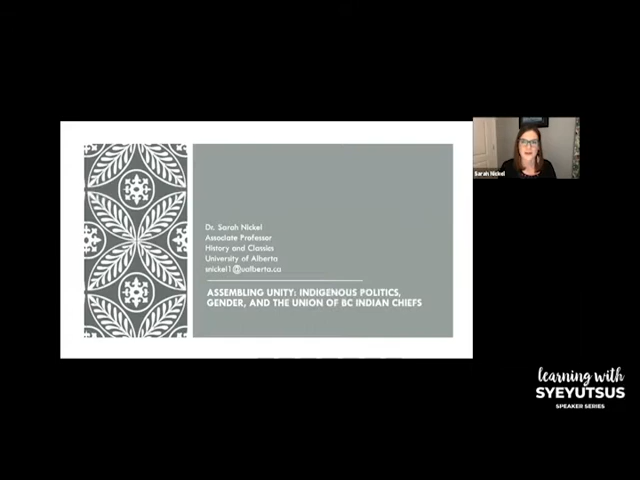 Dr. Sarah Nickel
Associate Professor
History and Classics
University of Alberta
snickel1@ualberta.ca
ASSEMBLING UNITY: INDIGENOUS POLITICS,
GENDER, AND THE UNION OF BC INDIAN CHIEFS
Sarah Nickel
learning with
SYEYUTSUS
SPEAKER SERIES